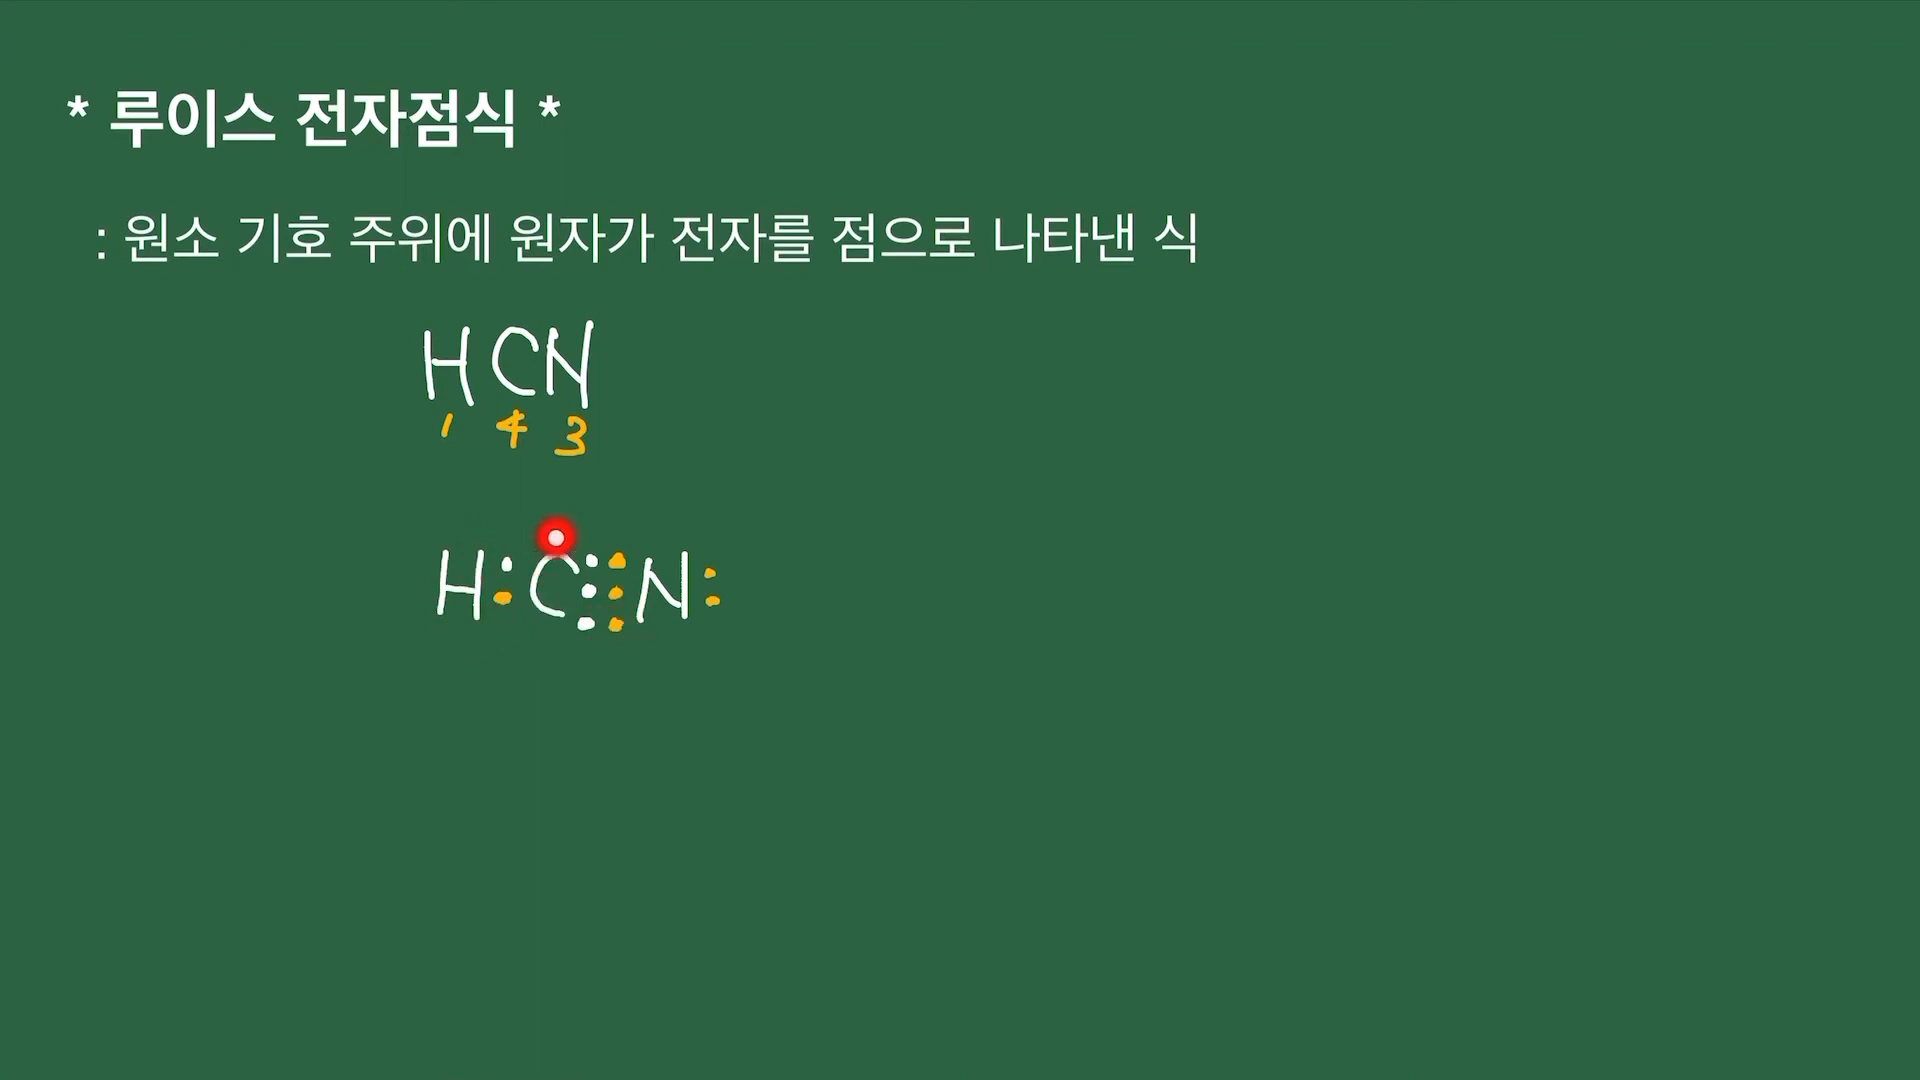 * 루이스 전자점식 *
: 원소 기호 주위에 원자가 전자를 점으로 나타낸 식
HCN
1 4 3
H:C:::N: